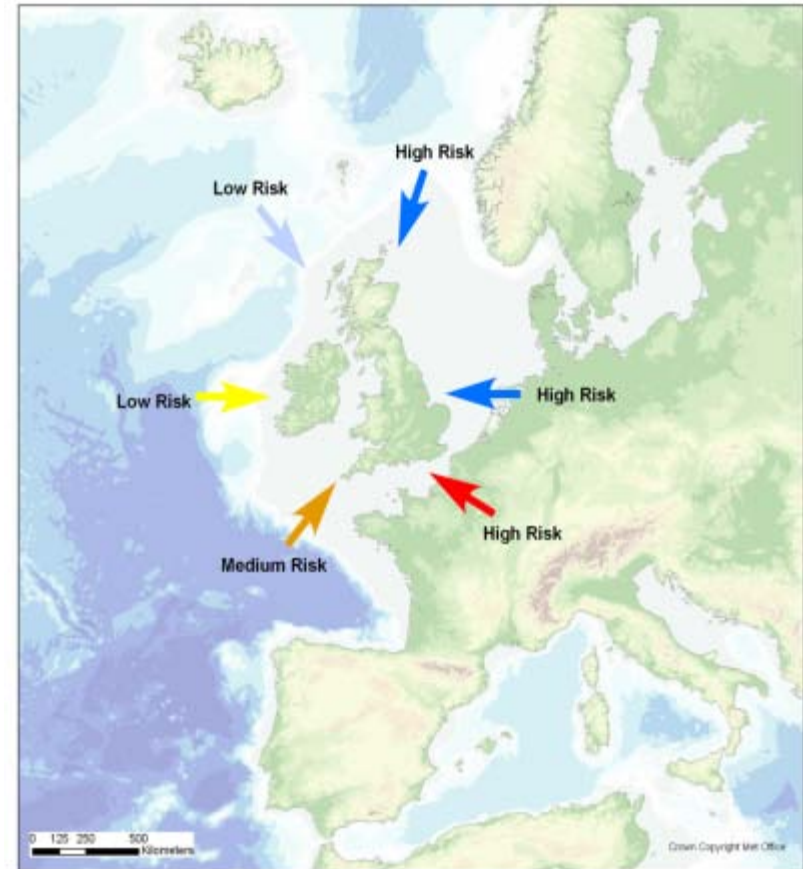 High Risk
Low Risk
Low Risk
High Risk
High Risk
Medium Risk
0 125 250 500
Kilometers
Crown Copyright Met Office